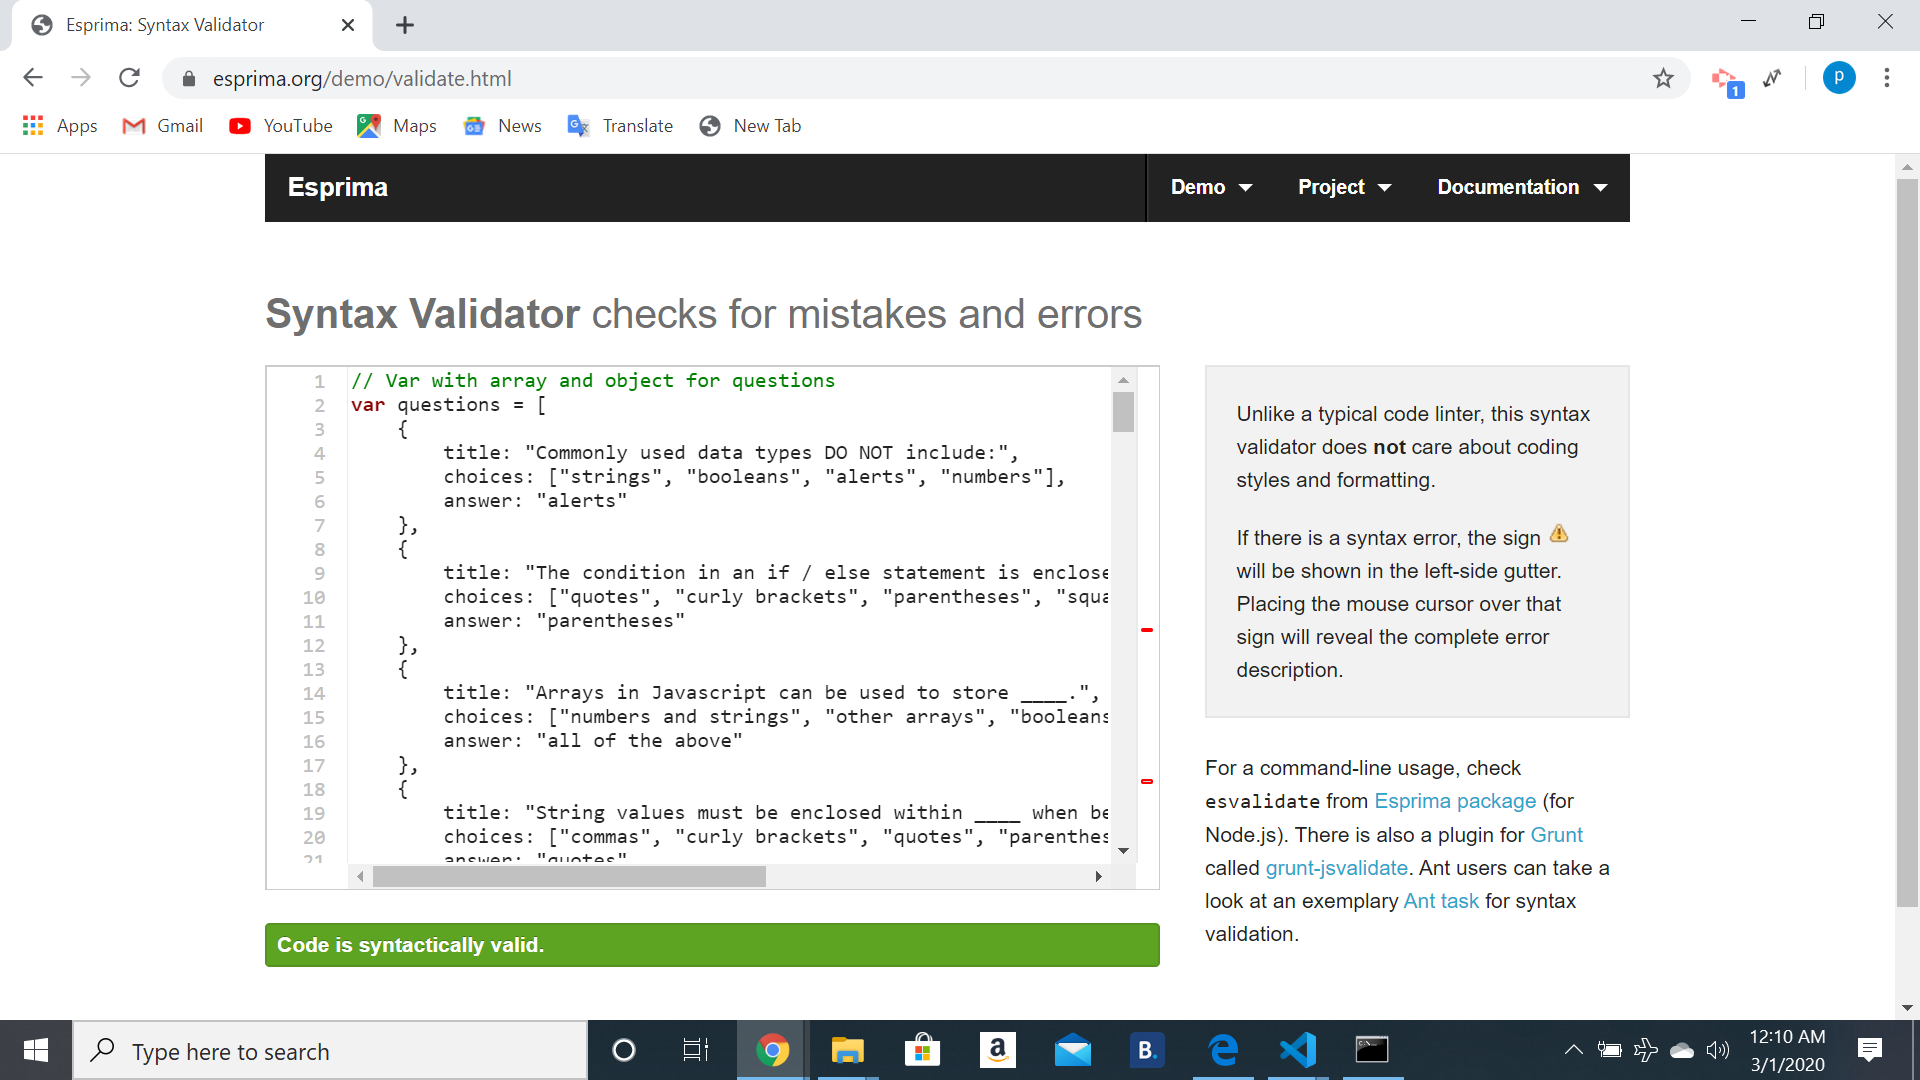 Esprima: Syntax Validator
esprima.org/demo/validate.html
1
p
Apps
Gmail
YouTube
Maps
News
Translate
New Tab
Esprima
Demo
Project
Documentation
Syntax Validator checks for mistakes and errors
1 // Var with array and object for questions
2 var questions = [
3 {
4 title: "Commonly used data types DO NOT include:",
5 choices: ["strings", "booleans", "alerts", "numbers"],
6 answer: "alerts"
7 },
8 {
9 title: "The condition in an if / else statement is enclose
10 choices: ["quotes", "curly brackets", "parentheses", "squa
11 answer: "parentheses"
12 },
13 {
14 title: "Arrays in Javascript can be used to store ____.",
15 choices: ["numbers and strings", "other arrays", "booleans
16 answer: "all of the above"
17 },
18 {
19 title: "String values must be enclosed within ____ when be
20 choices: ["commas", "curly brackets", "quotes", "parenthes
21 answer: "quotes"
Code is syntactically valid.
Unlike a typical code linter, this syntax
validator does not care about coding
styles and formatting.
If there is a syntax error, the sign
will be shown in the left-side gutter.
Placing the mouse cursor over that
sign will reveal the complete error
description.
For a command-line usage, check
esvalidate from Esprima package (for
Node.js). There is also a plugin for Grunt
called grunt-jsvalidate. Ant users can take a
look at an exemplary Ant task for syntax
validation.
Type here to search
a
B.
12:10 AM
3/1/2020